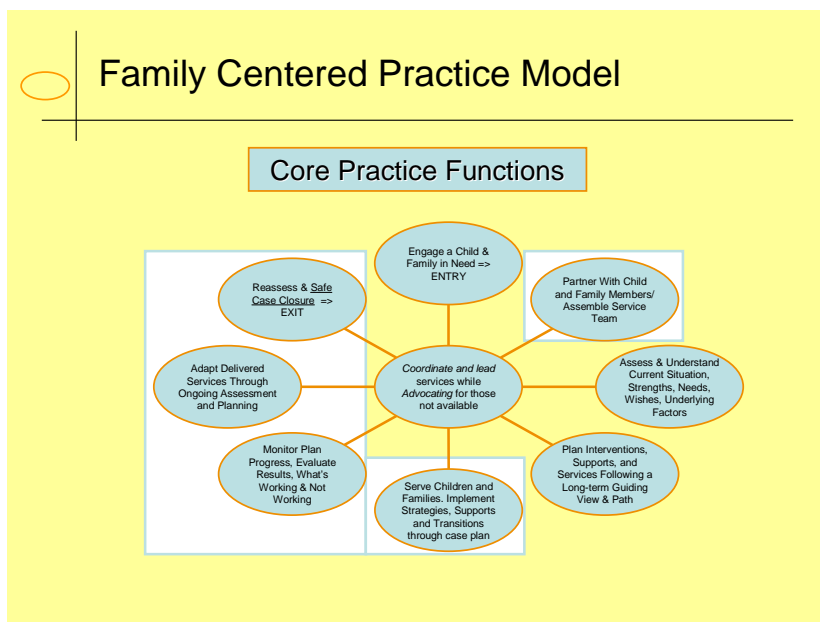 Family Centered Practice Model
Core Practice Functions
Engage a Child &
Family in Need =>
ENTRY
Partner With Child
and Family Members/
Assemble Service
Team
Assess & Understand
Current Situation,
Strengths, Needs,
Wishes, Underlying
Factors
Plan Interventions,
Supports, and
Services Following a
Long-term Guiding
View & Path
Serve Children and
Families. Implement
Strategies, Supports
and Transitions
through case plan
Monitor Plan
Progress, Evaluate
Results, What's
Working & Not
Working
Adapt Delivered
Services Through
Ongoing Assessment
and Planning
Reassess & Safe
Case Closure =>
EXIT
Coordinate and lead
services while
Advocating for those
not available